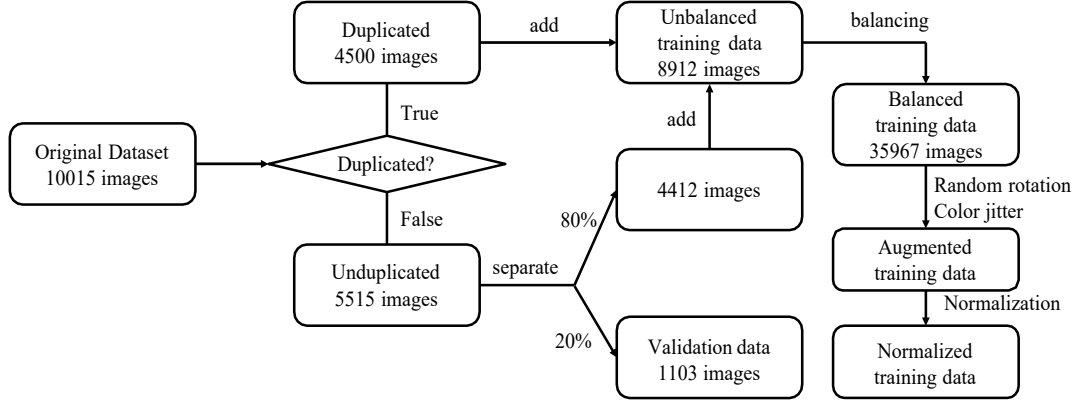 Original Dataset
10015 images
Duplicated?
True
False
Duplicated
4500 images
add
Unduplicated
5515 images
separate
80%
20%
4412 images
add
Validation data
1103 images
Unbalanced
training data
8912 images
balancing
Balanced
training data
35967 images
Random rotation
Color jitter
Augmented
training data
Normalization
Normalized
training data